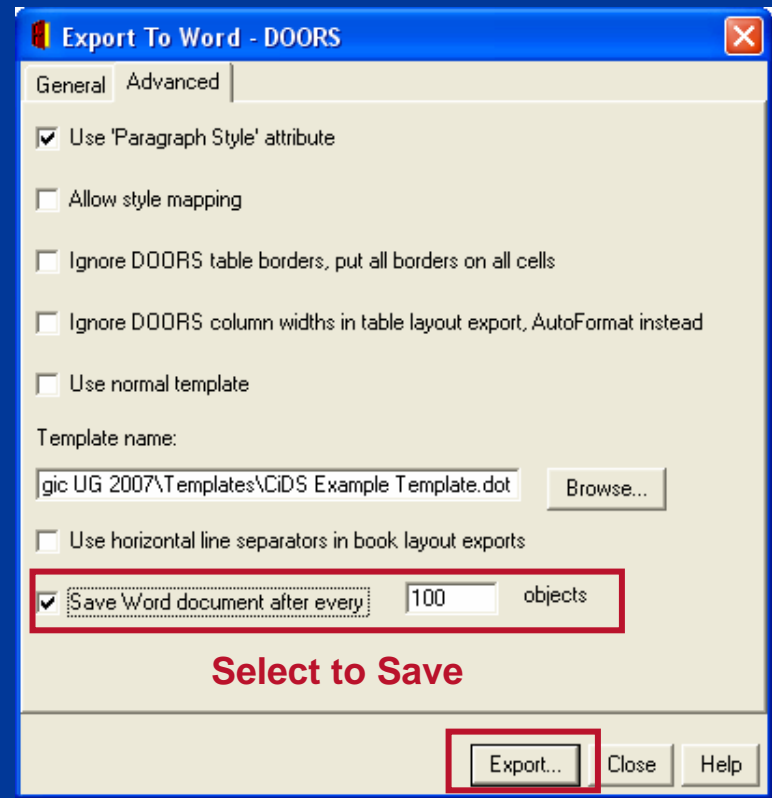 Export To Word - DOORS
General Advanced
Use 'Paragraph Style' attribute
Allow style mapping
Ignore DOORS table borders, put all borders on all cells
Ignore DOORS column widths in table layout export, AutoFormat instead
Use normal template
Template name:
gic UG 2007\Templates\CiDS Example Template.dot Browse...
Use horizontal line separators in book layout exports
Save Word document after every 100 objects
Select to Save
Export... Close Help